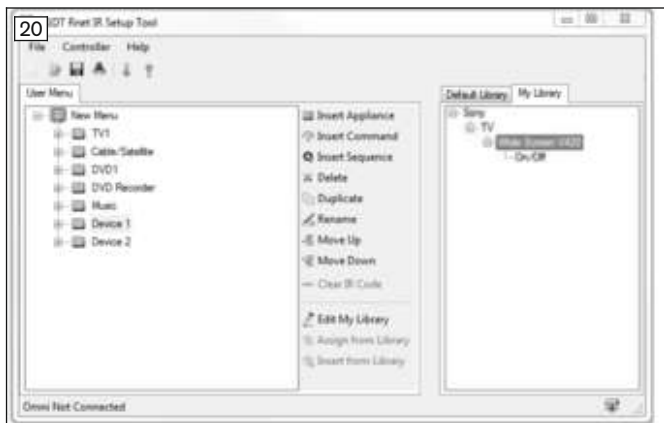 20
IR Setup Tool
File Controller Help
User Menu
New Menu
TV1
Cable/Satellite
DVD1
DVD Recorder
Music
Device 1
Device 2
Insert Appliance
Insert Command
Insert Sequence
Delete
Duplicate
Rename
Move Up
Move Down
Clear IR Code
Edit My Library
Assign from Library
Insert from Library
Default Library My Library
Sony
TV
Wide Screen
On/Off
Omni Not Connected